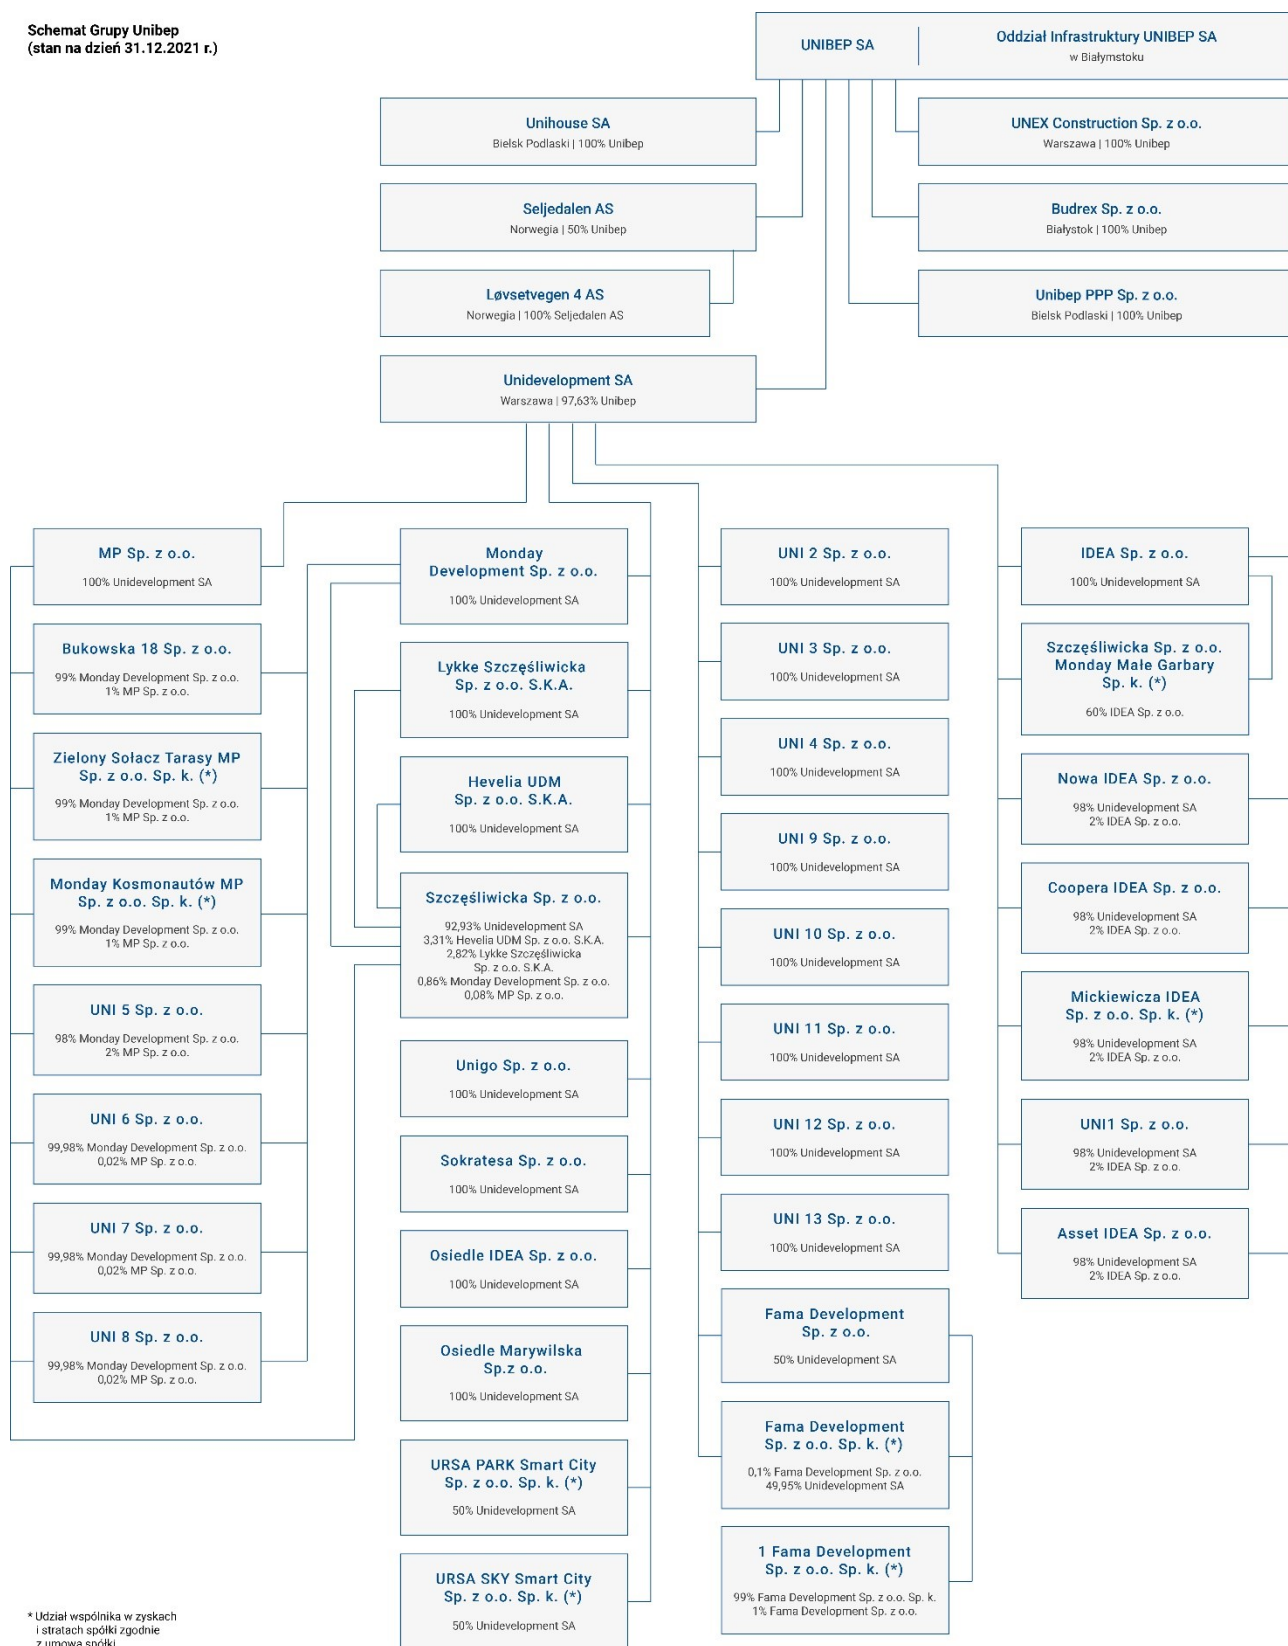 Schemat Grupy Unibep
(stan na dzień 31.12.2021 r.)
UNIBEP SA
Oddział Infrastruktury UNIBEP SA
w Białymstoku
Unihouse SA
Bielsk Podlaski | 100% Unibep
UNEX Construction Sp. z o.o.
Warszawa | 100% Unibep
Seljedalen AS
Norwegia | 50% Unibep
Budrex Sp. z o.o.
Białystok | 100% Unibep
Løvsetvegen 4 AS
Norwegia | 100% Seljedalen AS
Unibep PPP Sp. z o.o.
Bielsk Podlaski | 100% Unibep
Unidevelopment SA
Warszawa | 97,63% Unibep
MP Sp. z o.o.
100% Unidevelopment SA
Bukowska 18 Sp. z o.o.
99% Monday Development Sp. z o.o.
1% MP Sp. z o.o.
Zielony Sołacz Tarasy MP
Sp. z o.o. Sp. k. (*)
99% Monday Development Sp. z o.o.
1% MP Sp. z o.o.
Monday Kosmonautów MP
Sp. z o.o. Sp. k. (*)
99% Monday Development Sp. z o.o.
1% MP Sp. z o.o.
UNI 5 Sp. z o.o.
98% Monday Development Sp. z o.o.
2% MP Sp. z o.o.
UNI 6 Sp. z o.o.
99,98% Monday Development Sp. z o.o.
0,02% MP Sp. z o.o.
UNI 7 Sp. z o.o.
99,98% Monday Development Sp. z o.o.
0,02% MP Sp. z o.o.
UNI 8 Sp. z o.o.
99,98% Monday Development Sp. z o.o.
0,02% MP Sp. z o.o.
Monday
Development Sp. z o.o.
100% Unidevelopment SA
Lykke Szczęśliwicka
Sp. z o.o. S.K.A.
100% Unidevelopment SA
Hevelia UDM
Sp. z o.o. S.K.A.
100% Unidevelopment SA
Szczęśliwicka Sp. z o.o.
92,93% Unidevelopment SA
3,31% Hevelia UDM Sp. z o.o. S.K.A.
2,82% Lykke Szczęśliwicka
Sp. z o.o. S.K.A.
0,86% Monday Development Sp. z o.o.
0,08% MP Sp. z o.o.
Unigo Sp. z o.o.
100% Unidevelopment SA
Sokratesa Sp. z o.o.
100% Unidevelopment SA
Osiedle IDEA Sp. z o.o.
100% Unidevelopment SA
Osiedle Marywilska
Sp.z o.o.
100% Unidevelopment SA
URSA PARK Smart City
Sp. z o.o. Sp. k. (*)
50% Unidevelopment SA
URSA SKY Smart City
Sp. z o.o. Sp. k. (*)
50% Unidevelopment SA
UNI 2 Sp. z o.o.
100% Unidevelopment SA
UNI 3 Sp. z o.o.
100% Unidevelopment SA
UNI 4 Sp. z o.o.
100% Unidevelopment SA
UNI 9 Sp. z o.o.
100% Unidevelopment SA
UNI 10 Sp. z o.o.
100% Unidevelopment SA
UNI 11 Sp. z o.o.
100% Unidevelopment SA
UNI 12 Sp. z o.o.
100% Unidevelopment SA
UNI 13 Sp. z o.o.
100% Unidevelopment SA
Fama Development
Sp. z o.o.
50% Unidevelopment SA
Fama Development
Sp. z o.o. Sp. k. (*)
0,1% Fama Development Sp. z o.o.
49,95% Unidevelopment SA
1 Fama Development
Sp. z o.o. Sp. k. (*)
99% Fama Development Sp. z o.o. Sp. k.
1% Fama Development Sp. z o.o.
IDEA Sp. z o.o.
100% Unidevelopment SA
Szczęśliwicka Sp. z o.o.
Monday Małe Garbary
Sp. k. (*)
60% IDEA Sp. z o.o.
Nowa IDEA Sp. z o.o.
98% Unidevelopment SA
2% IDEA Sp. z o.o.
Coopera IDEA Sp. z o.o.
98% Unidevelopment SA
2% IDEA Sp. z o.o.
Mickiewicza IDEA
Sp. z o.o. Sp. k. (*)
98% Unidevelopment SA
2% IDEA Sp. z o.o.
UNI1 Sp. z o.o.
98% Unidevelopment SA
2% IDEA Sp. z o.o.
Asset IDEA Sp. z o.o.
98% Unidevelopment SA
2% IDEA Sp. z o.o.
* Udział wspólnika w zyskach
i stratach spółki zgodnie
z umową spółki